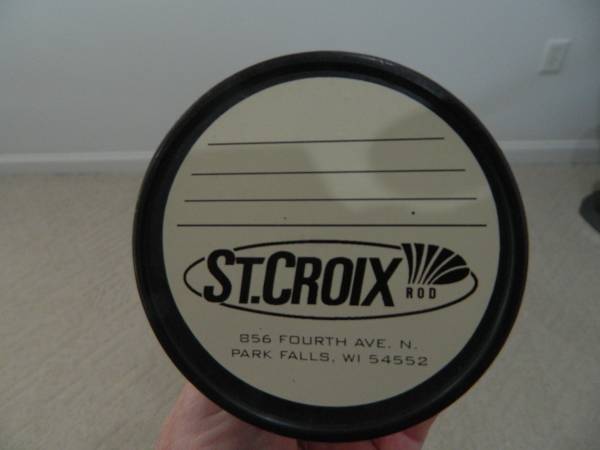 ST.CROIX
ROD
856 FOURTH AVE. N.
PARK FALLS, WI 54552